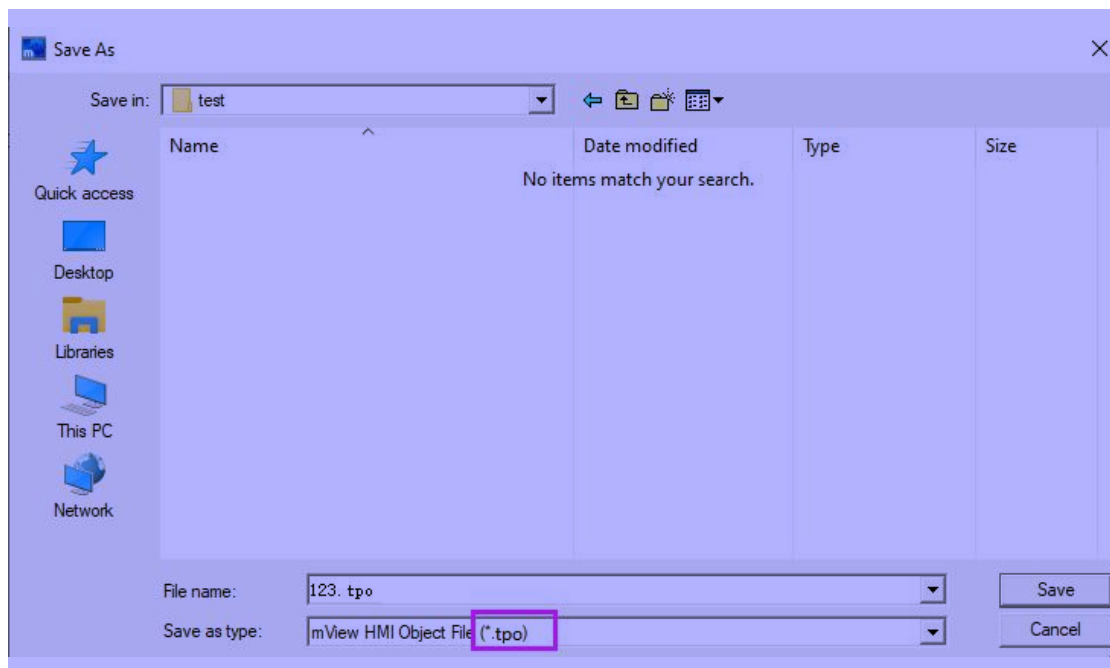 Save As
Save in: test
Name Date modified Type Size
No items match your search.
Quick access
Desktop
Libraries
This PC
Network
File name: 123. tpo Save
Save as type: mView HMI Object File (*.tpo) Cancel